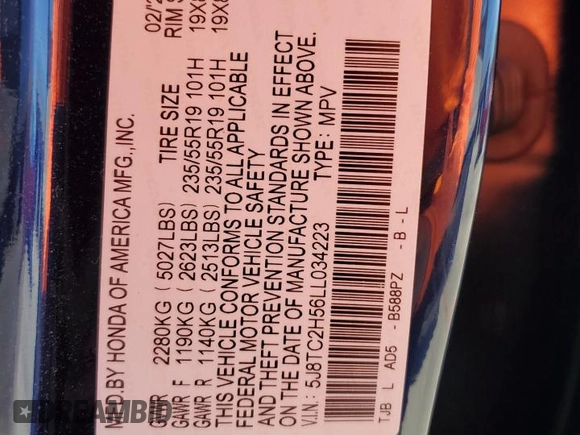 MFD.BY HONDA OF AMERICA MFG.,INC. 02/2
TIRE SIZE RIM S
GVWR 2280KG (5027LBS)
GAWR F 1190KG (2623LBS) 235/55R19 101H 19X8
GAWR R 1140KG (2513LBS) 235/55R19 101H 19X8
THIS VEHICLE CONFORMS TO ALL APPLICABLE
FEDERAL MOTOR VEHICLE SAFETY
AND THEFT PREVENTION STANDARDS IN EFFECT
ON THE DATE OF MANUFACTURE SHOWN ABOVE.
V.I.N.: 5J8TC2H56LL034223 TYPE: MPV
TJB L AD5 -B588PZ - B - L
DREAMBID